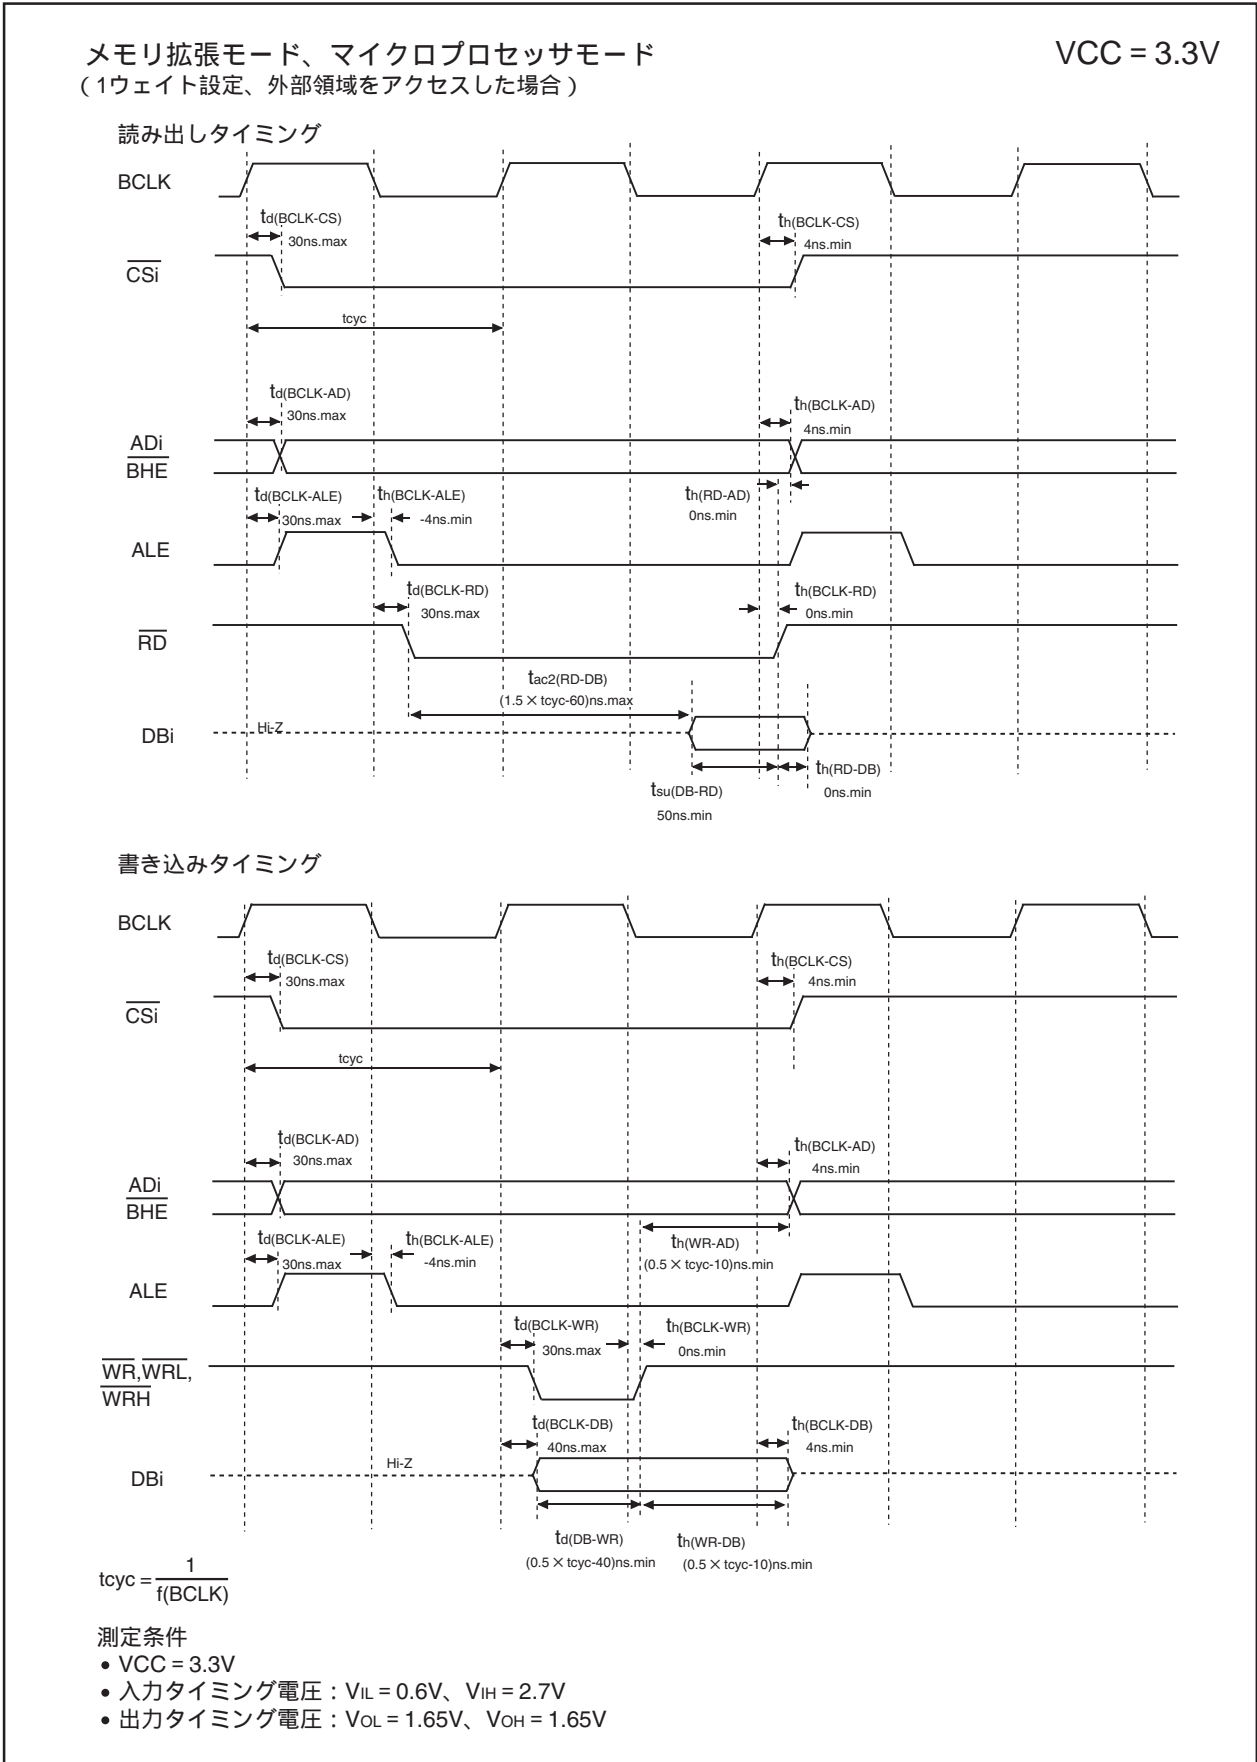 メモリ拡張モード、マイクロプロセッサモード
VCC = 3.3V
（1ウェイト設定、外部領域をアクセスした場合）
読み出しタイミング
BCLK
td(BCLK-CS)
30ns.max
th(BCLK-CS)
4ns.min
CSi
tcyc
td(BCLK-AD)
30ns.max
th(BCLK-AD)
4ns.min
ADi
BHE
td(BCLK-ALE)
30ns.max
th(BCLK-ALE)
-4ns.min
th(RD-AD)
0ns.min
ALE
td(BCLK-RD)
30ns.max
th(BCLK-RD)
0ns.min
RD
tac2(RD-DB)
(1.5 × tcyc-60)ns.max
DBi
Hi-Z
tsu(DB-RD)
50ns.min
th(RD-DB)
0ns.min
書き込みタイミング
BCLK
td(BCLK-CS)
30ns.max
th(BCLK-CS)
4ns.min
CSi
tcyc
td(BCLK-AD)
30ns.max
th(BCLK-AD)
4ns.min
ADi
BHE
td(BCLK-ALE)
30ns.max
th(BCLK-ALE)
-4ns.min
th(WR-AD)
(0.5 × tcyc-10)ns.min
ALE
td(BCLK-WR)
30ns.max
th(BCLK-WR)
0ns.min
WR,WRL,
WRH
td(BCLK-DB)
40ns.max
th(BCLK-DB)
4ns.min
DBi
Hi-Z
td(DB-WR)
(0.5 × tcyc-40)ns.min
th(WR-DB)
(0.5 × tcyc-10)ns.min
tcyc = 1
f(BCLK)
測定条件
• VCC = 3.3V
• 入力タイミング電圧：VIL = 0.6V、VIH = 2.7V
• 出力タイミング電圧：VOL = 1.65V、VOH = 1.65V